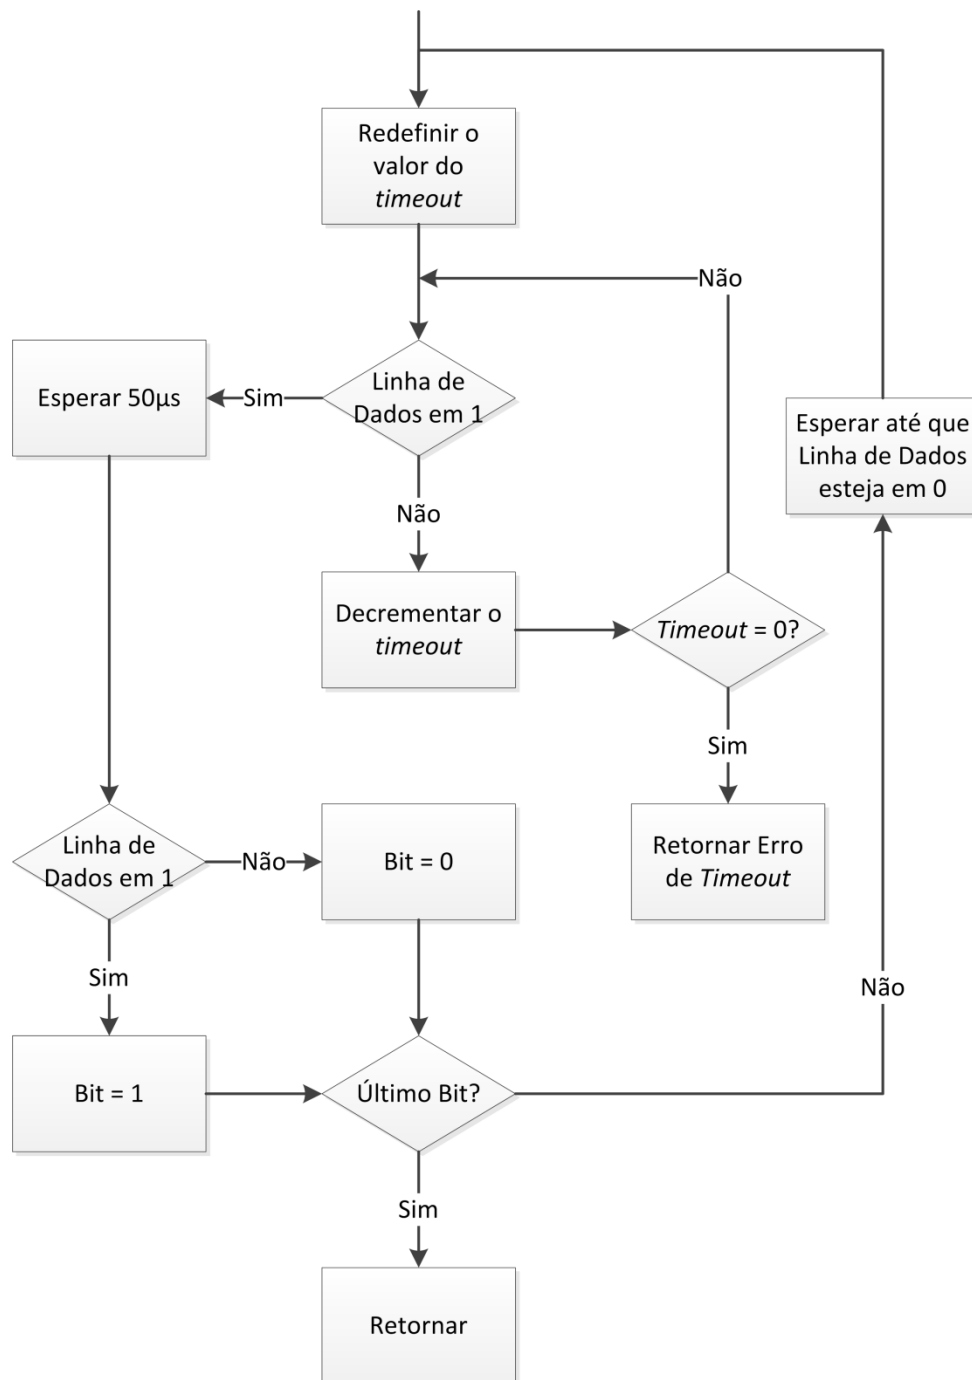 Redefinir o
valor do
timeout
Não
Linha de
Dados em 1
Sim
Esperar 50µs
Esperar até que
Linha de Dados
esteja em 0
Não
Decrementar o
timeout
Timeout = 0?
Sim
Retornar Erro
de Timeout
Linha de
Dados em 1
Não
Bit = 0
Sim
Não
Bit = 1
Último Bit?
Sim
Retornar